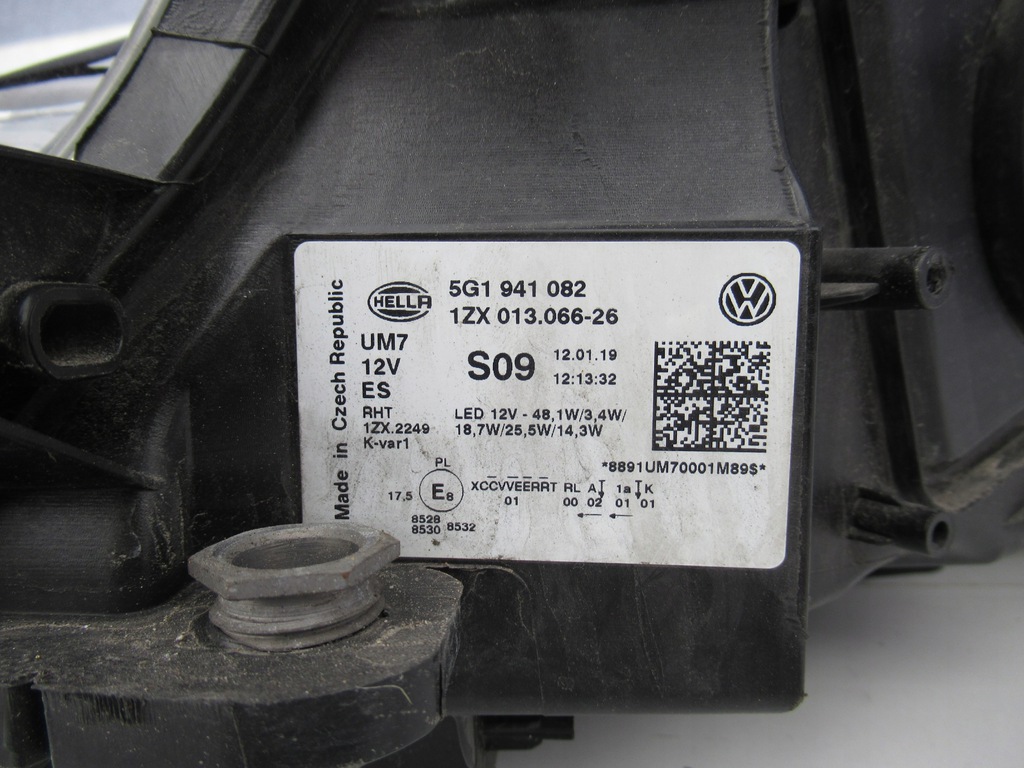 Made in Czech Republic
HELLA
5G1 941 082
1ZX 013.066-26
UM7
12V
ES
S09
12.01.19
12:13:32
RHT
1ZX.2249
K-var1
LED 12V - 48,1W/3,4W/
18,7W/25,5W/14,3W
*8891UM70001M89$*
PL
17,5
E8
XCCVVEERRT RL A 1a K
01 00 02 01 01
8528
8530 8532
VW